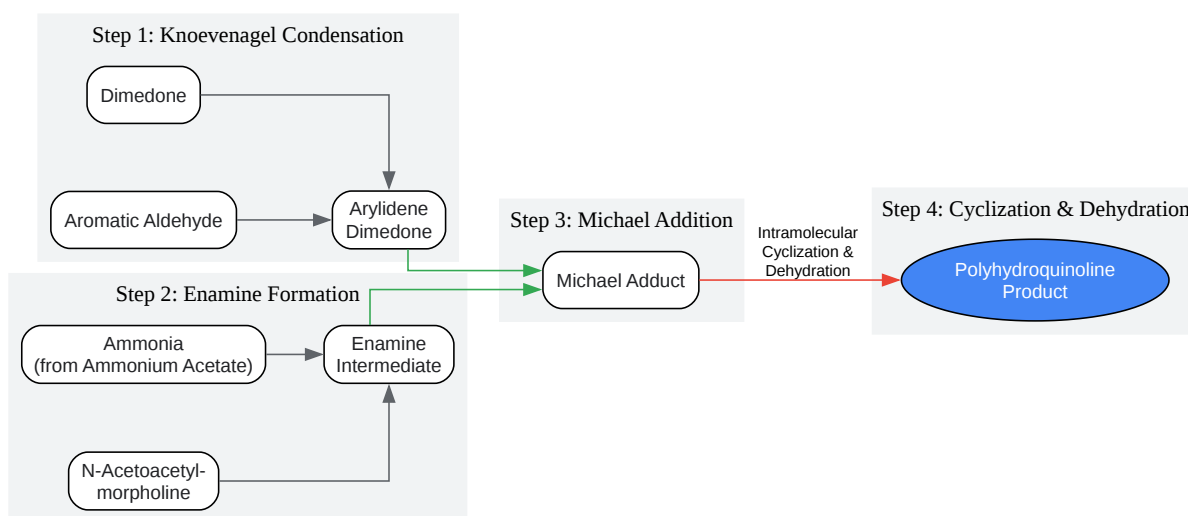 Step 1: Knoevenagel Condensation
Dimedone
Aromatic Aldehyde
Arylidene
Dimedone
Step 2: Enamine Formation
Ammonia
(from Ammonium Acetate)
Enamine
Intermediate
N-Acetoacetyl-
morpholine
Step 3: Michael Addition
Michael Adduct
Intramolecular
Cyclization &
Dehydration
Step 4: Cyclization & Dehydration
Polyhydroquinoline
Product